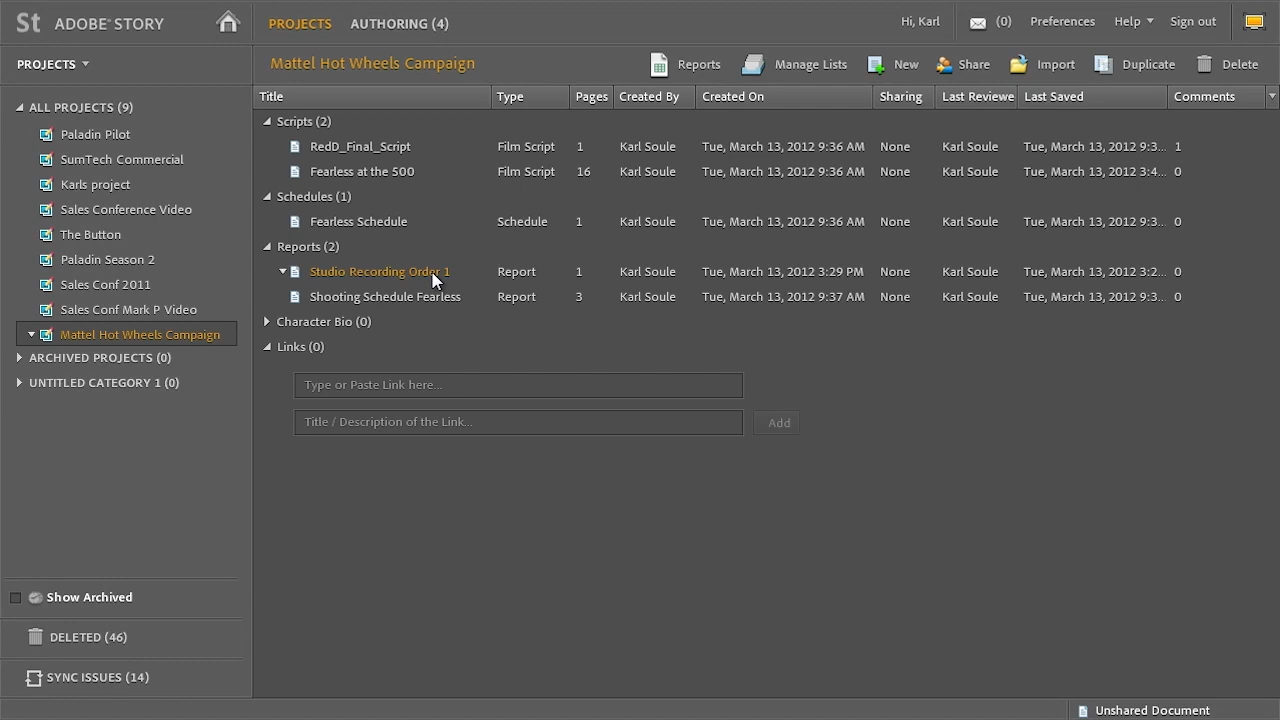 St ADOBE® STORY
PROJECTS AUTHORING (4)
Hi, Karl (0) Preferences Help Sign out
PROJECTS
Mattel Hot Wheels Campaign
Reports Manage Lists New Share Import Duplicate Delete
ALL PROJECTS (9)
Paladin Pilot
SumTech Commercial
Karls project
Sales Conference Video
The Button
Paladin Season 2
Sales Conf 2011
Sales Conf Mark P Video
Mattel Hot Wheels Campaign
ARCHIVED PROJECTS (0)
UNTITLED CATEGORY 1 (0)
Show Archived
DELETED (46)
SYNC ISSUES (14)
Title Type Pages Created By Created On Sharing Last Reviewe Last Saved Comments
Scripts (2)
RedD_Final_Script Film Script 1 Karl Soule Tue, March 13, 2012 9:36 AM None Karl Soule Tue, March 13, 2012 9:3... 1
Fearless at the 500 Film Script 16 Karl Soule Tue, March 13, 2012 9:36 AM None Karl Soule Tue, March 13, 2012 3:4... 0
Schedules (1)
Fearless Schedule Schedule 1 Karl Soule Tue, March 13, 2012 9:36 AM None Karl Soule Tue, March 13, 2012 9:3... 0
Reports (2)
Studio Recording Order 1 Report 1 Karl Soule Tue, March 13, 2012 3:29 PM None Karl Soule Tue, March 13, 2012 3:2... 0
Shooting Schedule Fearless Report 3 Karl Soule Tue, March 13, 2012 9:37 AM None Karl Soule Tue, March 13, 2012 9:3... 0
Character Bio (0)
Links (0)
Type or Paste Link here...
Title / Description of the Link...
Add
Unshared Document